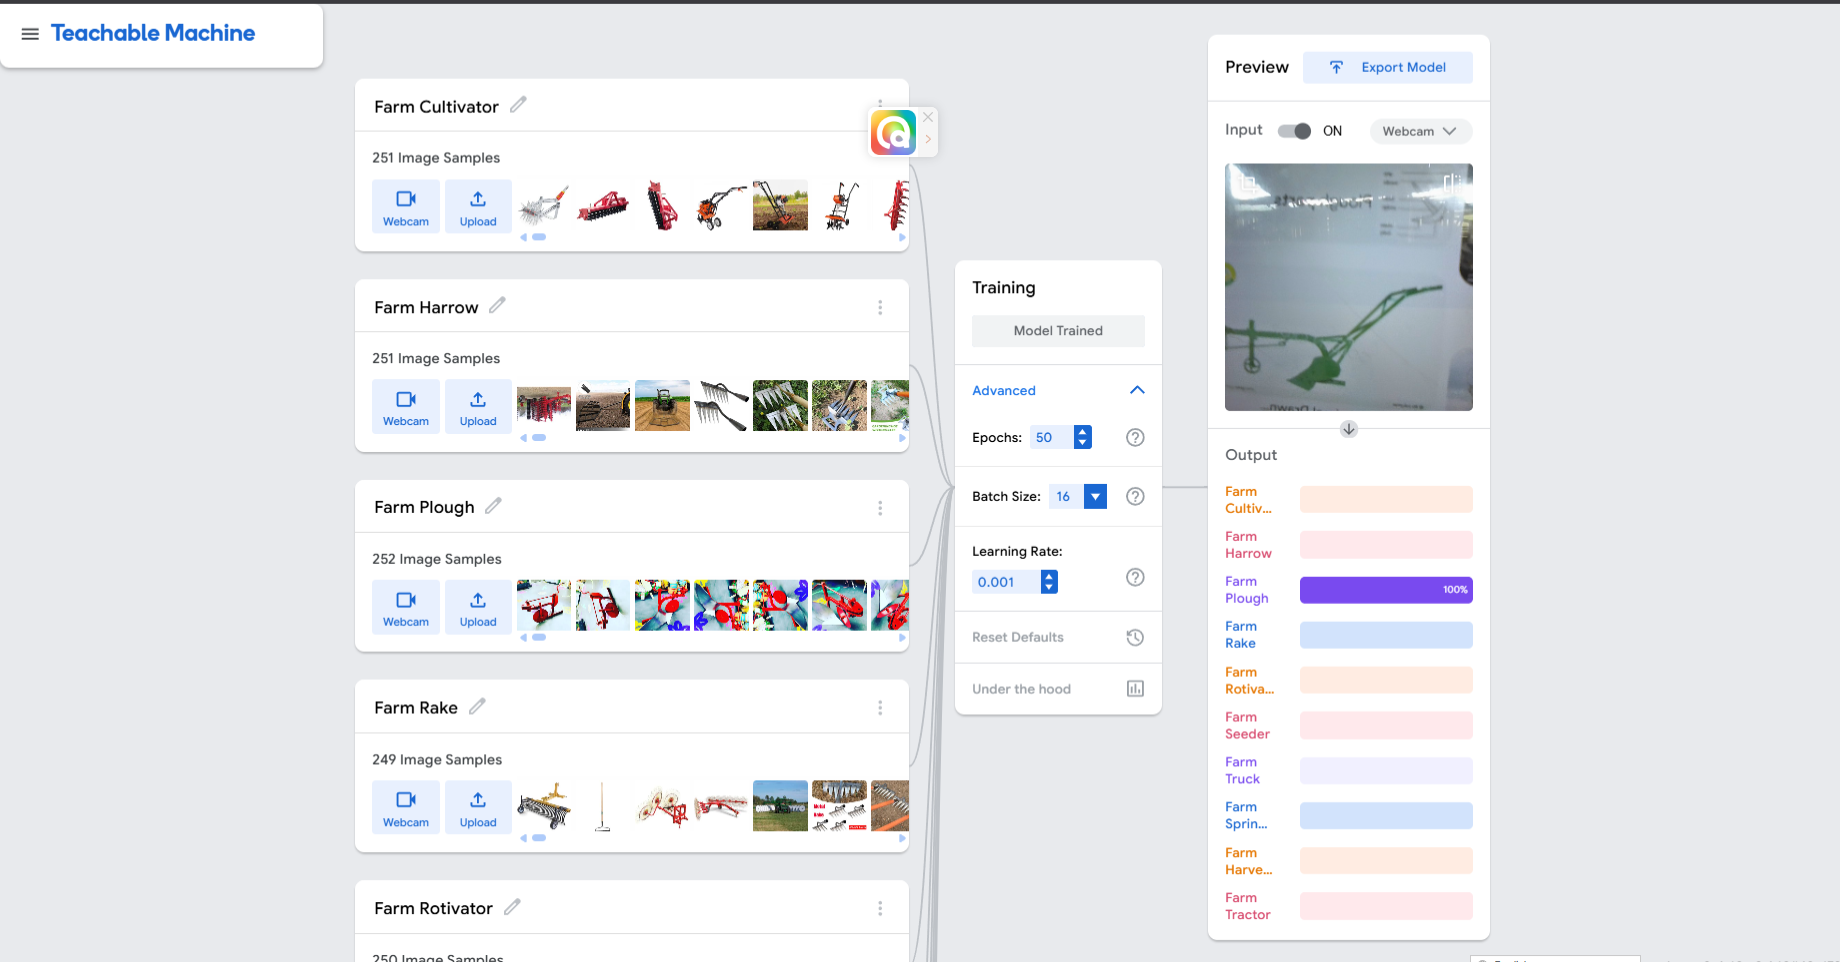 Teachable Machine
Farm Cultivator
251 Image Samples
Webcam
Upload
Farm Harrow
251 Image Samples
Webcam
Upload
Farm Plough
252 Image Samples
Webcam
Upload
Farm Rake
249 Image Samples
Webcam
Upload
Farm Rotivator
250 Image Samples
Training
Model Trained
Advanced
Epochs: 50
Batch Size: 16
Learning Rate:
0.001
Reset Defaults
Under the hood
Preview
Export Model
Input ON Webcam
Output
Farm
Cultiv...
Farm
Harrow
Farm
Plough
100%
Farm
Rake
Farm
Rotiva...
Farm
Seeder
Farm
Truck
Farm
Sprin...
Farm
Harve...
Farm
Tractor